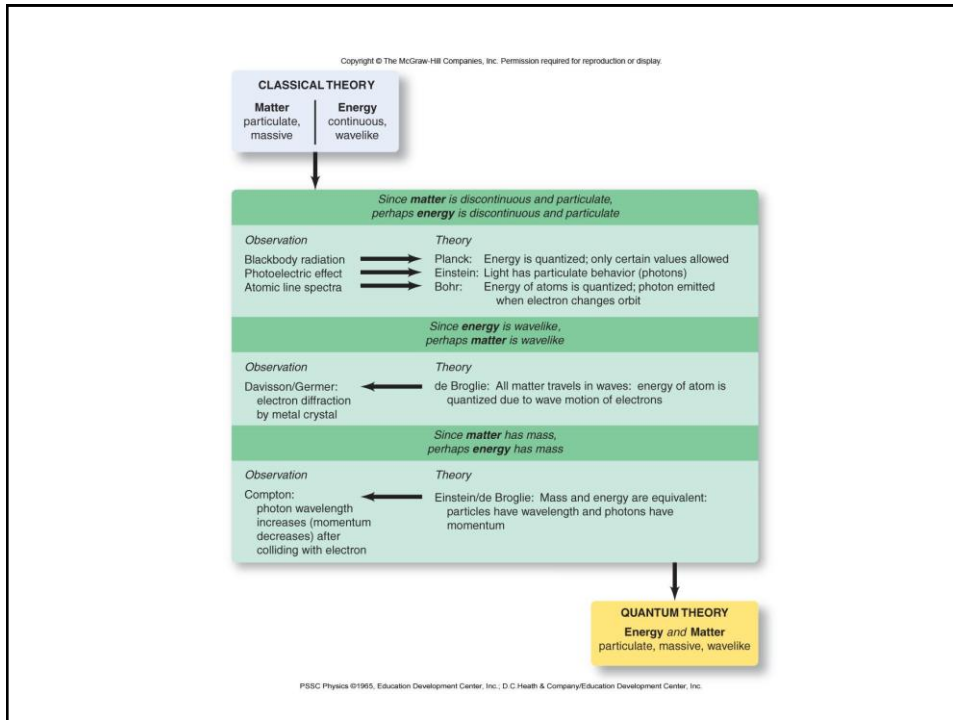 Copyright © The McGraw-Hill Companies, Inc. Permission required for reproduction or display.
CLASSICAL THEORY
Matter
particulate,
massive
Energy
continuous,
wavelike
Since matter is discontinuous and particulate,
perhaps energy is discontinuous and particulate
Observation
Theory
Blackbody radiation
Planck: Energy is quantized; only certain values allowed
Photoelectric effect
Einstein: Light has particulate behavior (photons)
Atomic line spectra
Bohr: Energy of atoms is quantized; photon emitted
when electron changes orbit
Since energy is wavelike,
perhaps matter is wavelike
Observation
Theory
Davisson/Germer:
electron diffraction
by metal crystal
de Broglie: All matter travels in waves: energy of atom is
quantized due to wave motion of electrons
Since matter has mass,
perhaps energy has mass
Observation
Theory
Compton:
photon wavelength
increases (momentum
decreases) after
colliding with electron
Einstein/de Broglie: Mass and energy are equivalent:
particles have wavelength and photons have
momentum
QUANTUM THEORY
Energy and Matter
particulate, massive, wavelike
PSSC Physics ©1965, Education Development Center, Inc.; D.C.Heath & Company/Education Development Center, Inc.